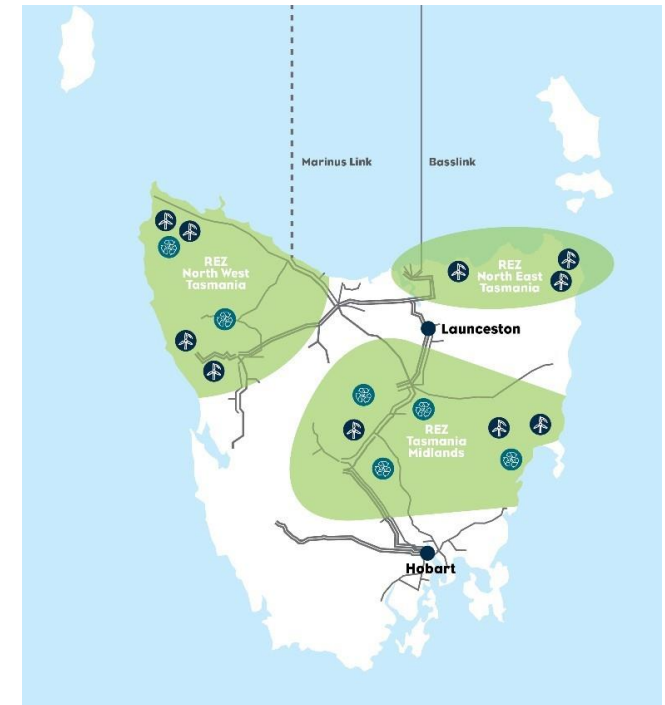 Marinus Link
Basslink
REZ
North West
Tasmania
REZ
North East
Tasmania
Launceston
REZ
Tasmania
Midlands
Hobart